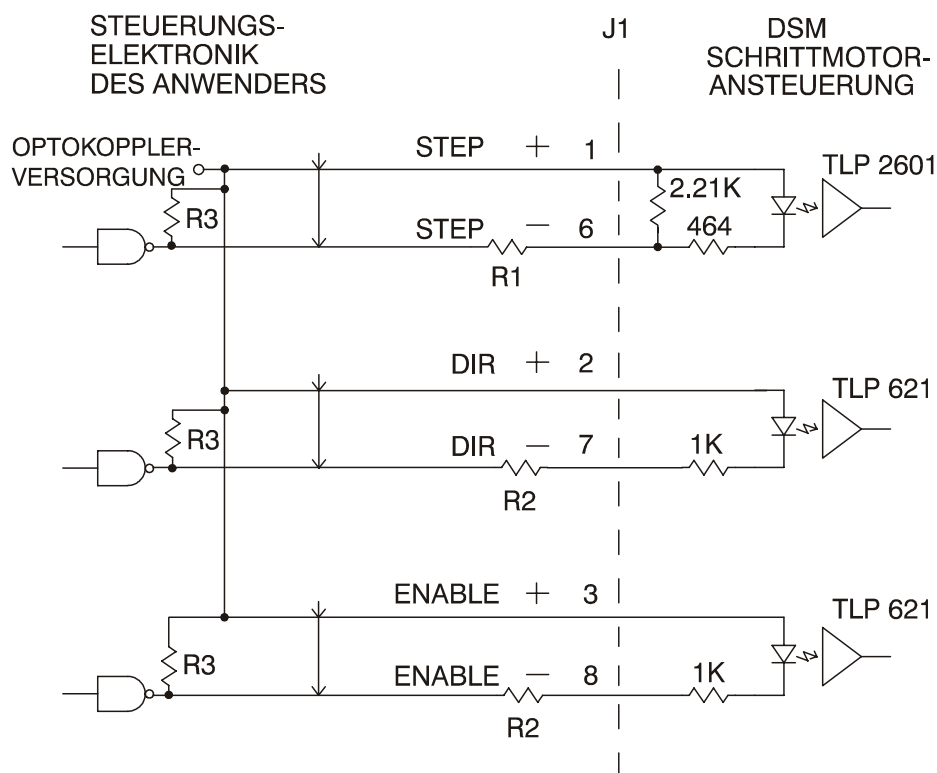 STEUERUNGS-
ELEKTRONIK
DES ANWENDERS
J1
DSM
SCHRITTMOTOR-
ANSTEUERUNG
OPTOKOPPLER-
VERSORGUNG
STEP + 1
TLP 2601
R3
2.21K
STEP - 6
464
R1
DIR + 2
TLP 621
R3
DIR - 7
1K
R2
ENABLE + 3
TLP 621
R3
ENABLE - 8
1K
R2